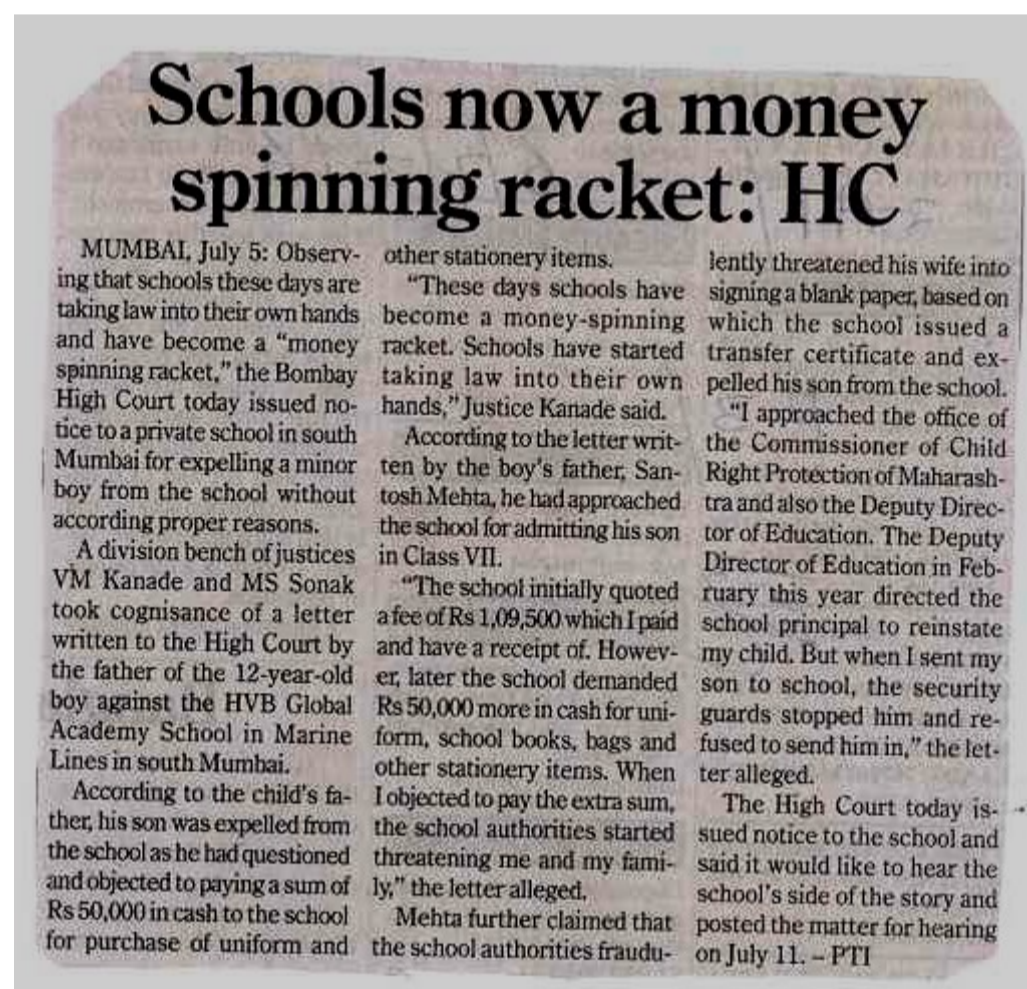 Schools now a money
spinning racket: HC
MUMBAI, July 5: Observ-
ing that schools these days are
taking law into their own hands
and have become a “money
spinning racket,” the Bombay
High Court today issued no-
tice to a private school in south
Mumbai for expelling a minor
boy from the school without
according proper reasons.
A division bench of justices
VM Kanade and MS Sonak
took cognisance of a letter
written to the High Court by
the father of the 12-year-old
boy against the HVB Global
Academy School in Marine
Lines in south Mumbai.
According to the child’s fa-
ther, his son was expelled from
the school as he had questioned
and objected to paying a sum of
Rs 50,000 in cash to the school
for purchase of uniform and
other stationery items.
“These days schools have
become a money-spinning
racket. Schools have started
taking law into their own
hands,” Justice Kanade said.
According to the letter writ-
ten by the boy’s father, San-
tosh Mehta, he had approached
the school for admitting his son
in Class VII.
“The school initially quoted
a fee of Rs 1,09,500 which I paid
and have a receipt of. Howev-
er, later the school demanded
Rs 50,000 more in cash for uni-
form, school books, bags and
other stationery items. When
I objected to pay the extra sum,
the school authorities started
threatening me and my fami-
ly,” the letter alleged.
Mehta further claimed that
the school authorities fraudu-
lently threatened his wife into
signing a blank paper, based on
which the school issued a
transfer certificate and ex-
pelled his son from the school.
“I approached the office of
the Commissioner of Child
Right Protection of Maharash-
tra and also the Deputy Direc-
tor of Education. The Deputy
Director of Education in Feb-
ruary this year directed the
school principal to reinstate
my child. But when I sent my
son to school, the security
guards stopped him and re-
fused to send him in,” the let-
ter alleged.
The High Court today is-
sued notice to the school and
said it would like to hear the
school’s side of the story and
posted the matter for hearing
on July 11. – PTI